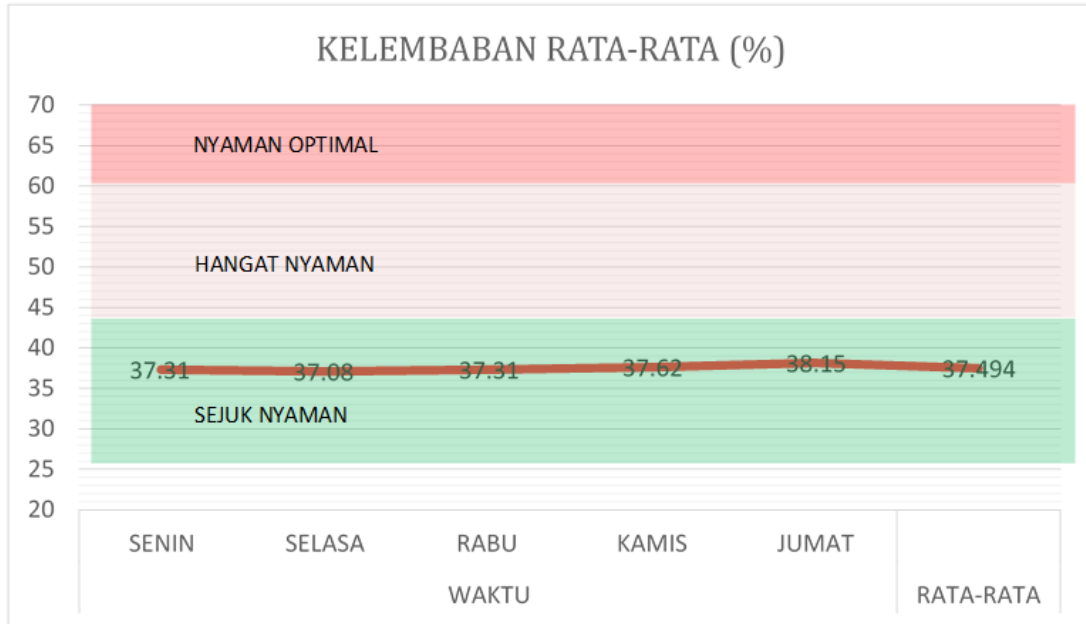 KELEMBABAN RATA-RATA (%)
70
65
60
55
50
45
40
35
30
25
20
NYAMAN OPTIMAL
HANGAT NYAMAN
SEJUK NYAMAN
37.31 37.08 37.31 37.62 38.15 37.494
SENIN SELASA RABU KAMIS JUMAT
WAKTU RATA-RATA